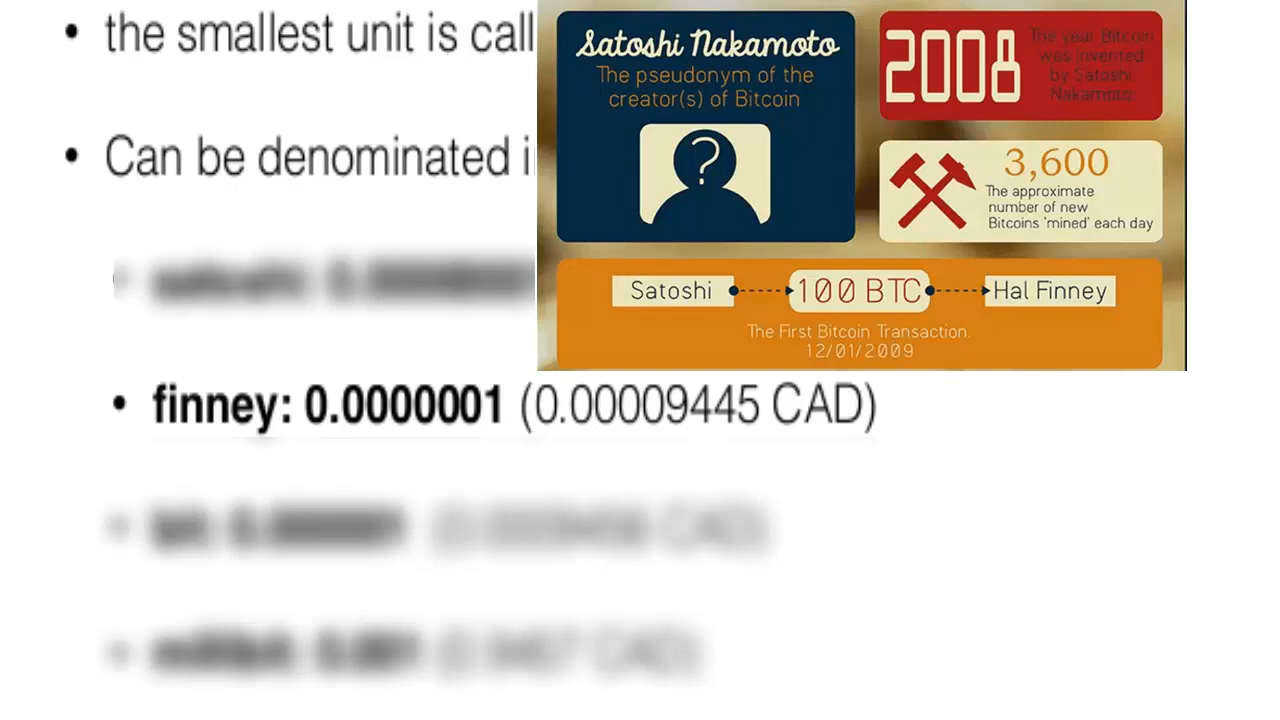 • the smallest unit is call
• Can be denominated i
• finney: 0.0000001 (0.00009445 CAD)
Satoshi Nakamoto
The pseudonym of the
creator(s) of Bitcoin
?
2008
The year Bitcoin
was invented
by Satoshi
Nakamoto.
3,600
The approximate
number of new
Bitcoins 'mined' each day
Satoshi 100 BTC Hal Finney
The First Bitcoin Transaction.
12/01/2009